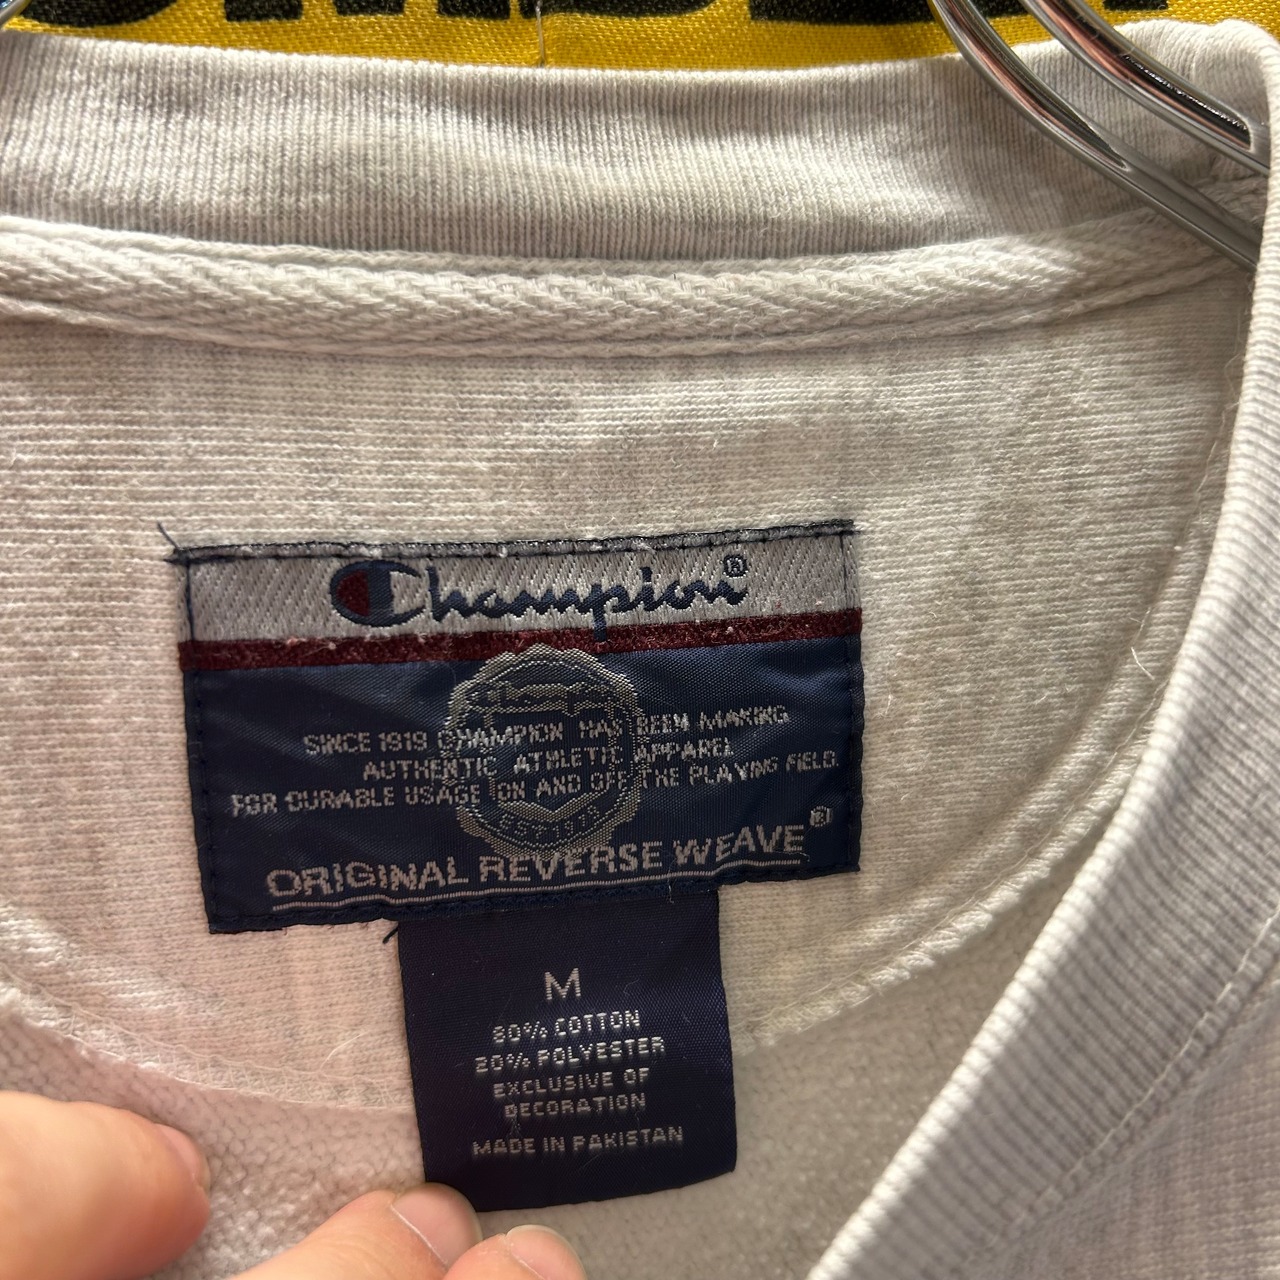 Champion®
SINCE 1919 CHAMPION HAS BEEN MAKING
AUTHENTIC ATHLETIC APPAREL
FOR DURABLE USAGE ON AND OFF THE PLAYING FIELD.
ORIGINAL REVERSE WEAVE®
M
80% COTTON
20% POLYESTER
EXCLUSIVE OF
DECORATION
MADE IN PAKISTAN